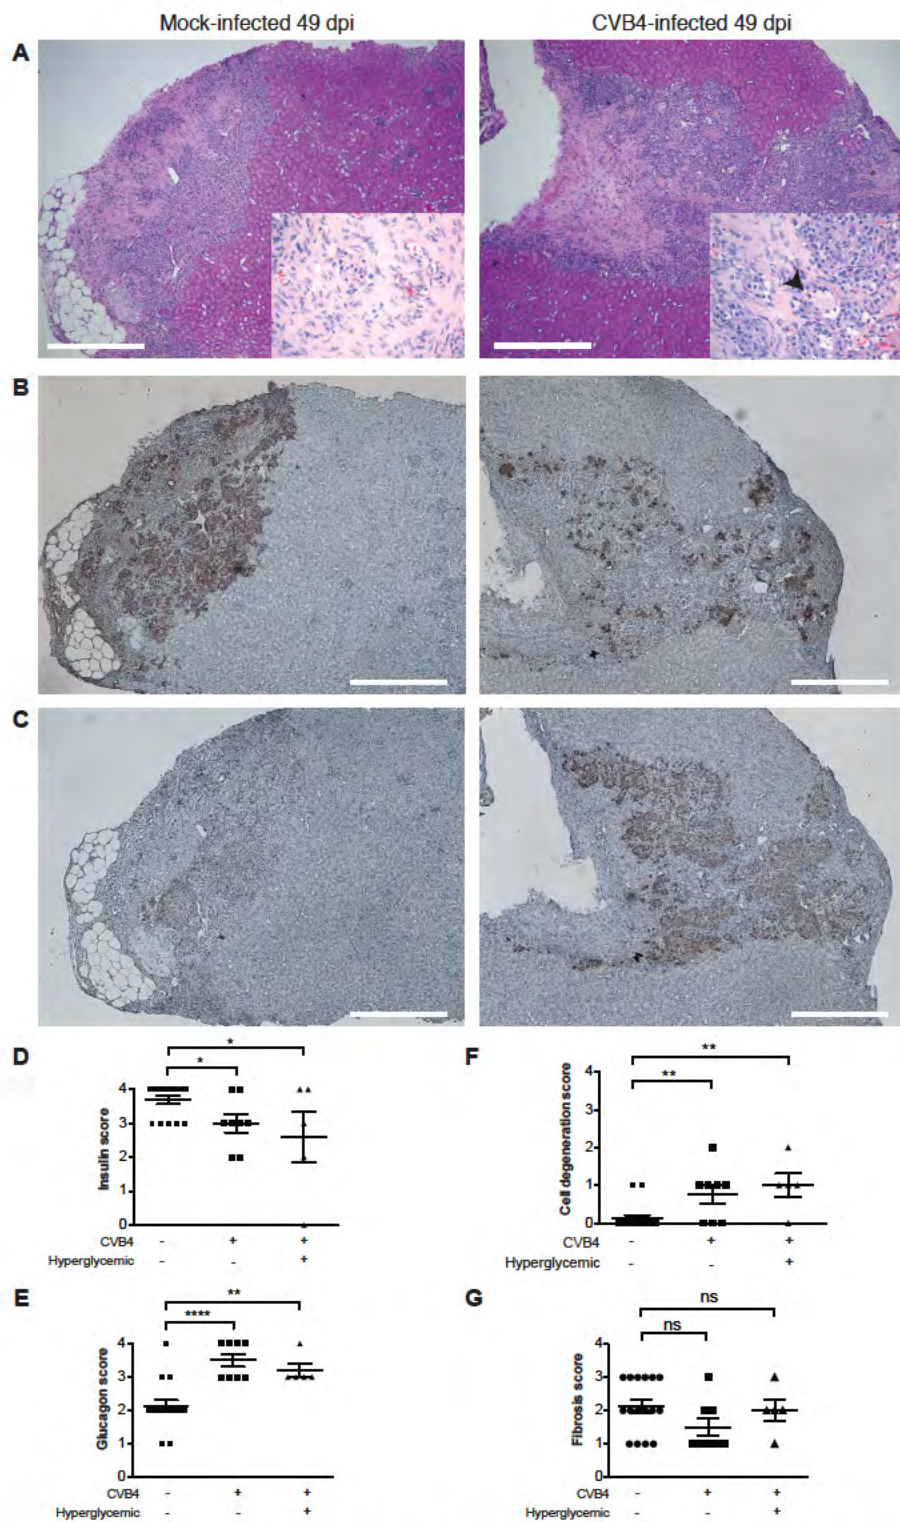 Mock-infected 49 dpi CVB4-infected 49 dpi
A
B
C
D
* *
Insulin score
4
3
2
1
0
CVB4 - + +
Hyperglycemic - - +
F
** **
Cell degeneration score
4
3
2
1
0
CVB4 - + +
Hyperglycemic - - +
E
** ****
Glucagon score
4
3
2
1
0
CVB4 - + +
Hyperglycemic - - +
G
ns
ns
Fibrosis score
4
3
2
1
0
CVB4 - + +
Hyperglycemic - - +